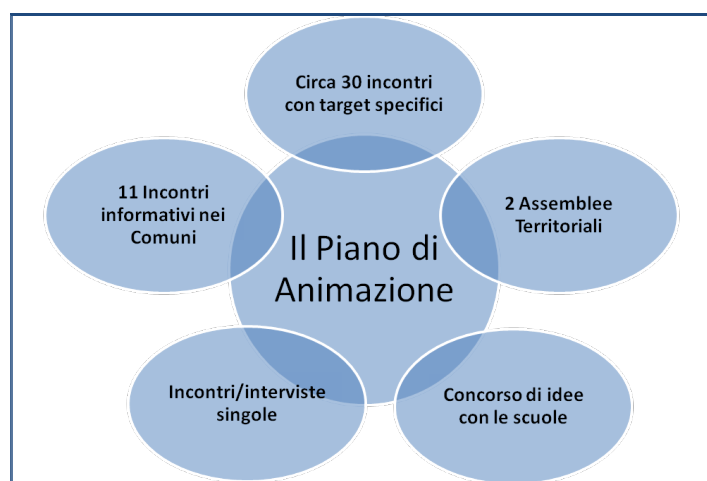 Circa 30 incontri
con target specifici
11 Incontri
informativi nei
Comuni
2 Assemblee
Territoriali
Il Piano di
Animazione
Incontri/interviste
singole
Concorso di idee
con le scuole